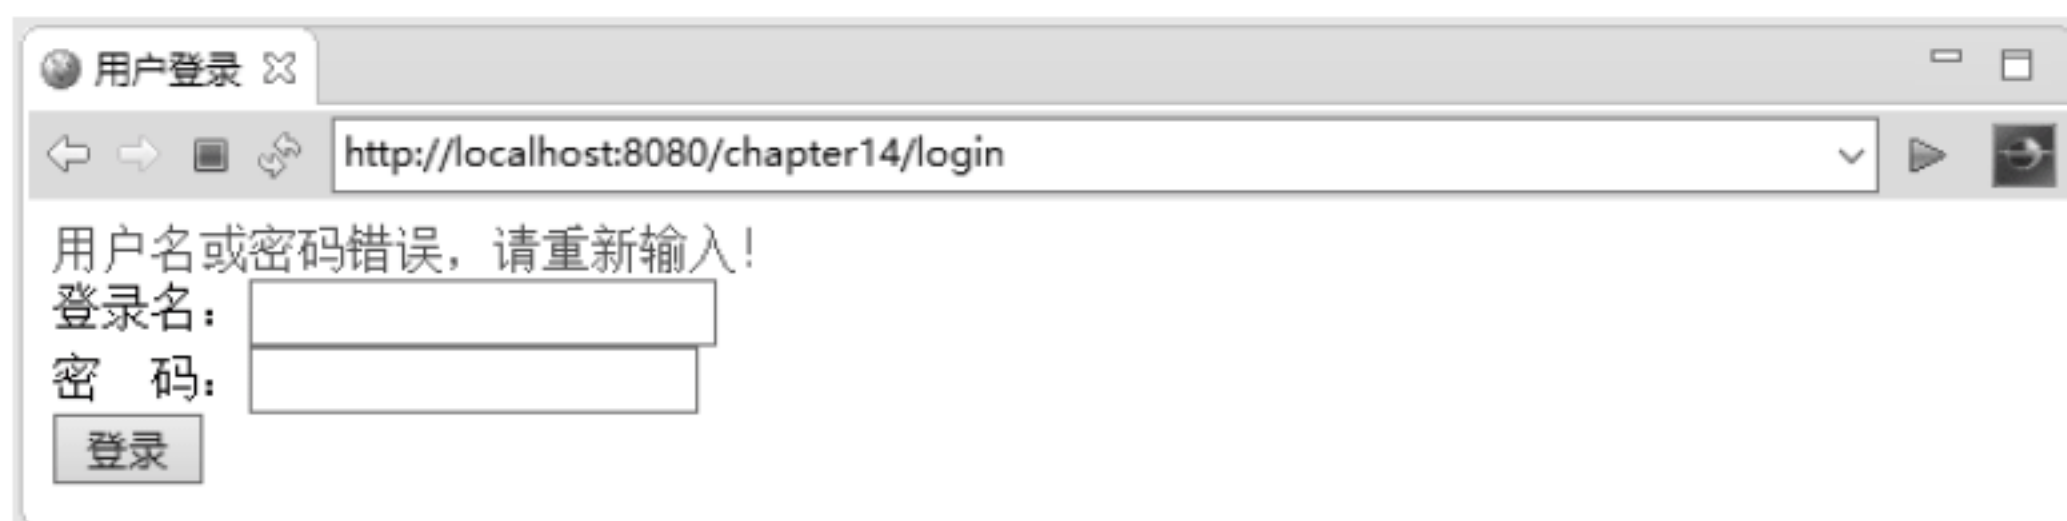 用户登录
http://localhost:8080/chapter14/login
用户名或密码错误，请重新输入！
登录名：
密　码：
登录